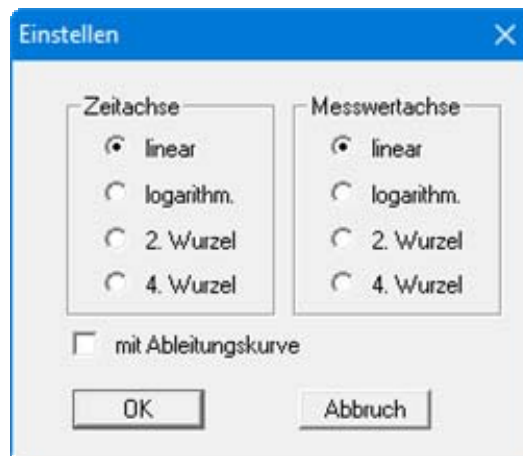 Einstellen
Zeitachse
linear
logarithm.
2. Wurzel
4. Wurzel
Messwertachse
linear
logarithm.
2. Wurzel
4. Wurzel
mit Ableitungskurve
OK
Abbruch